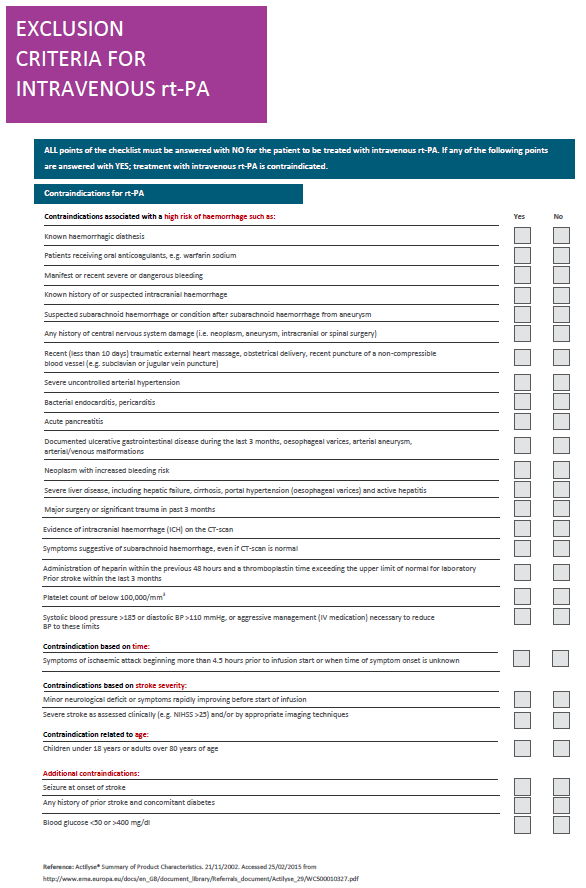 EXCLUSION
CRITERIA FOR
INTRAVENOUS rt-PA
ALL points of the checklist must be answered with NO for the patient to be treated with intravenous rt-PA. If any of the following points
are answered with YES; treatment with intravenous rt-PA is contraindicated.
Contraindications for rt-PA
Contraindications associated with a high risk of haemorrhage such as: Yes No
Known haemorrhagic diathesis
Patients receiving oral anticoagulants, e.g. warfarin sodium
Manifest or recent severe or dangerous bleeding
Known history of or suspected intracranial haemorrhage
Suspected subarachnoid haemorrhage or condition after subarachnoid haemorrhage from aneurysm
Any history of central nervous system damage (i.e. neoplasm, aneurysm, intracranial or spinal surgery)
Recent (less than 10 days) traumatic external heart massage, obstetrical delivery, recent puncture of a non-compressible
blood vessel (e.g. subclavian or jugular vein puncture)
Severe uncontrolled arterial hypertension
Bacterial endocarditis, pericarditis
Acute pancreatitis
Documented ulcerative gastrointestinal disease during the last 3 months, oesophageal varices, arterial aneurysm,
arterial/venous malformations
Neoplasm with increased bleeding risk
Severe liver disease, including hepatic failure, cirrhosis, portal hypertension (oesophageal varices) and active hepatitis
Major surgery or significant trauma in past 3 months
Evidence of intracranial haemorrhage (ICH) on the CT-scan
Symptoms suggestive of subarachnoid haemorrhage, even if CT-scan is normal
Administration of heparin within the previous 48 hours and a thromboplastin time exceeding the upper limit of normal for laboratory
Prior stroke within the last 3 months
Platelet count of below 100,000/mm³
Systolic blood pressure >185 or diastolic BP >110 mmHg, or aggressive management (IV medication) necessary to reduce
BP to these limits
Contraindication based on time:
Symptoms of ischaemic attack beginning more than 4.5 hours prior to infusion start or when time of symptom onset is unknown
Contraindications based on stroke severity:
Minor neurological deficit or symptoms rapidly improving before start of infusion
Severe stroke as assessed clinically (e.g. NIHSS >25) and/or by appropriate imaging techniques
Contraindication related to age:
Children under 18 years or adults over 80 years of age
Additional contraindications:
Seizure at onset of stroke
Any history of prior stroke and concomitant diabetes
Blood glucose <50 or >400 mg/dl
Reference: Actilyse® Summary of Product Characteristics. 21/11/2002. Accessed 25/02/2015 from
http://www.ema.europa.eu/docs/en_GB/document_library/Referrals_document/Actilyse_29/WC500010327.pdf